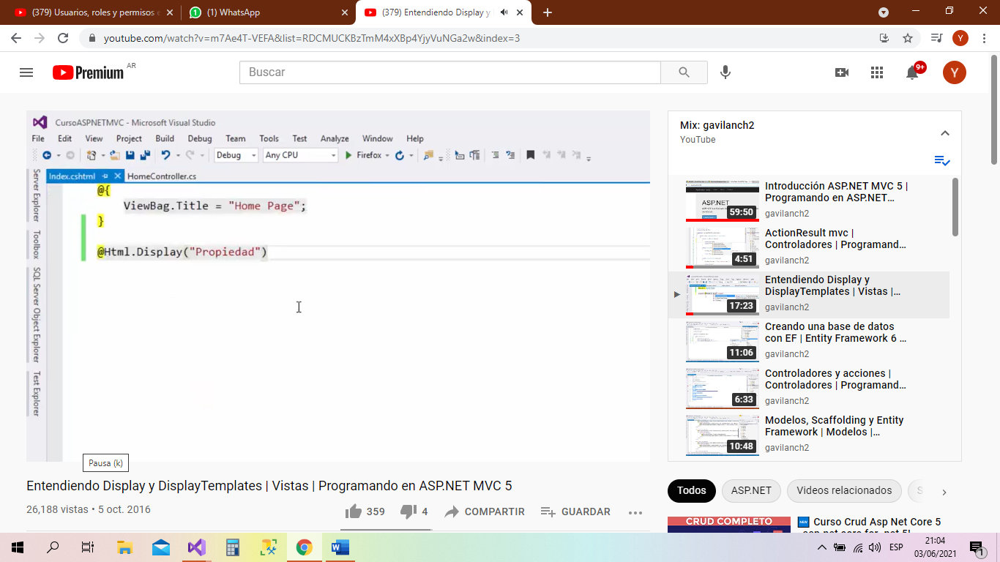 (379) Usuarios, roles y permisos e
(1) WhatsApp
(379) Entendiendo Display y
youtube.com/watch?v=m7Ae4T-VEFA&list=RDCMUCKBzTmM4xXBp4YjyVuNGa2w&index=3
Y
Premium AR
Buscar
9+
Y
CursoASPNETMVC - Microsoft Visual Studio
File Edit View Project Build Debug Team Tools Test Analyze Window Help
Debug Any CPU Firefox
Index.cshtml HomeController.cs
Server Explorer
Toolbox
SQL Server Object Explorer
Test Explorer
@{
ViewBag.Title = "Home Page";
}
@Html.Display("Propiedad")
Pausa (k)
Entendiendo Display y DisplayTemplates | Vistas | Programando en ASP.NET MVC 5
26,188 vistas • 5 oct. 2016
359 4 COMPARTIR GUARDAR
Mix: gavilanch2
YouTube
ASP.NET
59:50
Introducción ASP.NET MVC 5 |
Programando en ASP.NET…
gavilanch2
4:51
ActionResult mvc |
Controladores | Programand…
gavilanch2
17:23
Entendiendo Display y
DisplayTemplates | Vistas |…
gavilanch2
11:06
Creando una base de datos
con EF | Entity Framework 6 …
gavilanch2
6:33
Controladores y acciones |
Controladores | Programand…
gavilanch2
10:48
Modelos, Scaffolding y Entity
Framework | Modelos |…
gavilanch2
Todos ASP.NET Videos relacionados S
CRUD COMPLETO
NEW Curso Crud Asp Net Core 5
ESP
21:04
03/06/2021
1